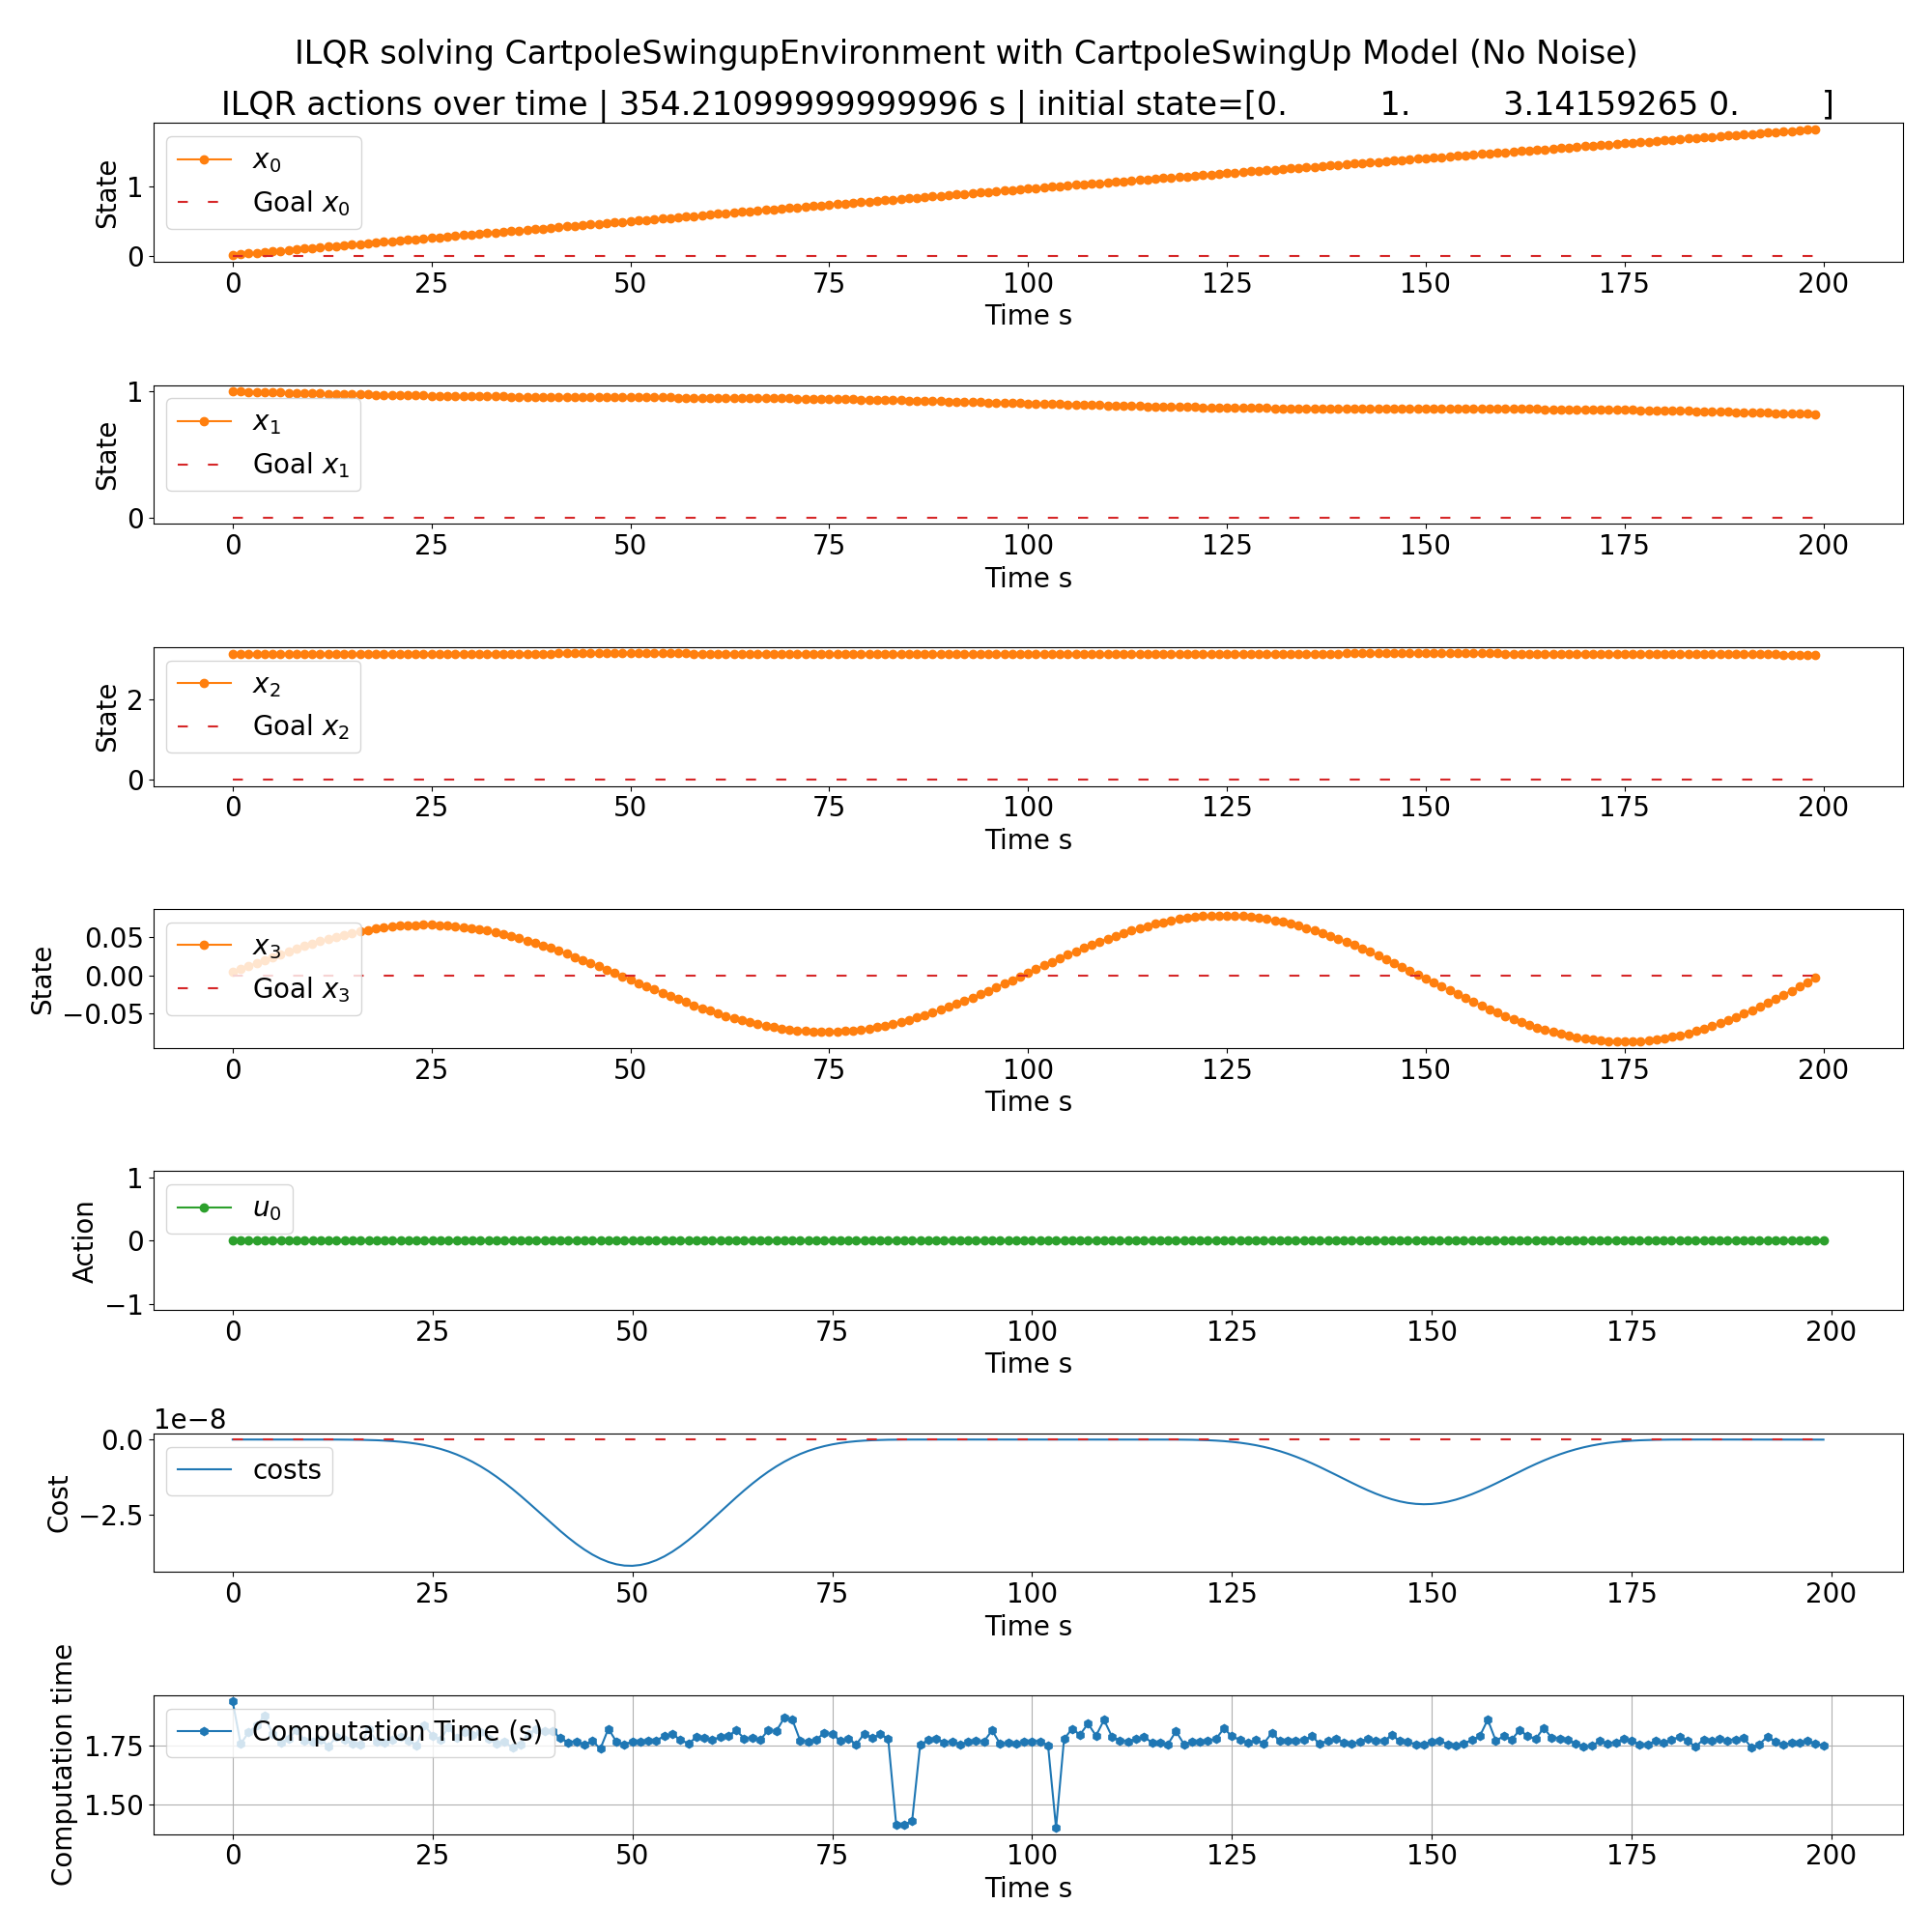 ILQR solving CartpoleSwingupEnvironment with CartpoleSwingUp Model (No Noise)
ILQR actions over time | 354.21099999999996 s | initial state=[0. 1. 3.14159265 0. ]
State
1
0
x₀
Goal x₀
0 25 50 75 100 125 150 175 200
Time s
State
1
0
x₁
Goal x₁
0 25 50 75 100 125 150 175 200
Time s
State
2
0
x₂
Goal x₂
0 25 50 75 100 125 150 175 200
Time s
State
0.05
0.00
−0.05
x₃
Goal x₃
0 25 50 75 100 125 150 175 200
Time s
Action
1
0
−1
u₀
0 25 50 75 100 125 150 175 200
Time s
1e−8
Cost
0.0
−2.5
costs
0 25 50 75 100 125 150 175 200
Time s
Computation time
1.75
1.50
Computation Time (s)
0 25 50 75 100 125 150 175 200
Time s